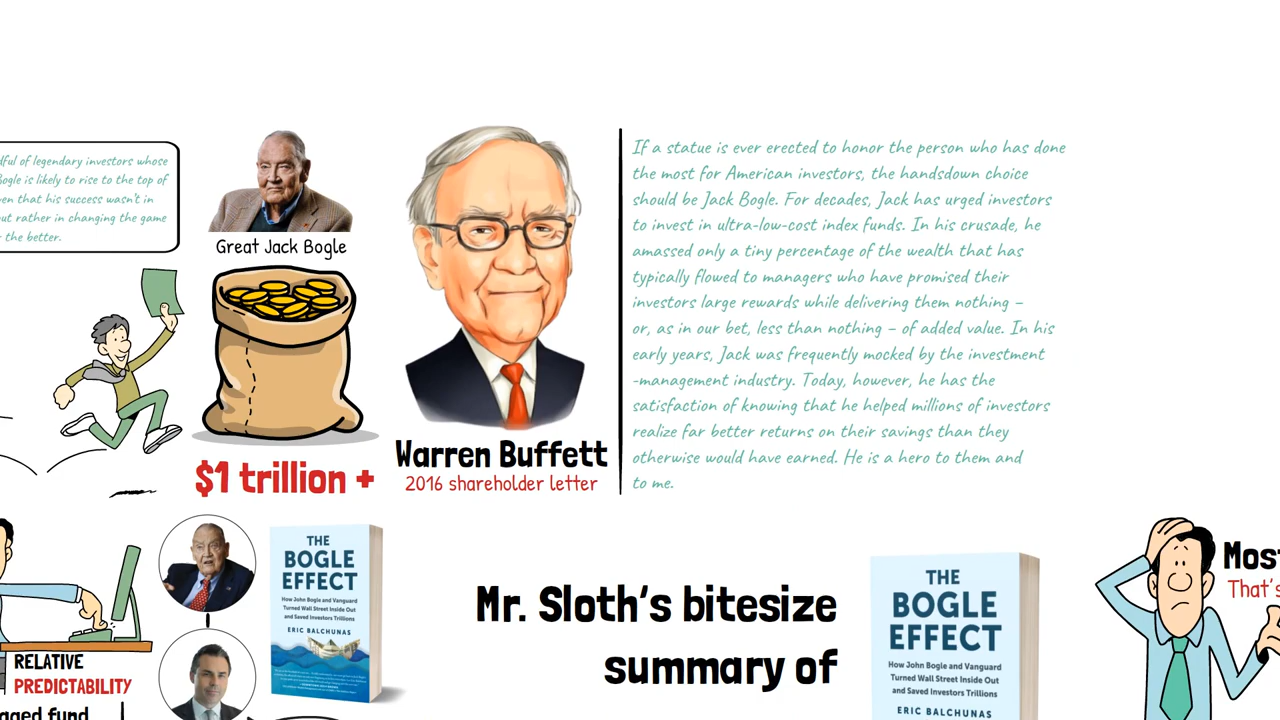 dful of legendary investors whose
Bogle is likely to rise to the top of
en that his success wasn't in
ut rather in changing the game
the better.
Great Jack Bogle
$1 trillion +
Warren Buffett
2016 shareholder letter
If a statue is ever erected to honor the person who has done
the most for American investors, the handsdown choice
should be Jack Bogle. For decades, Jack has urged investors
to invest in ultra-low-cost index funds. In his crusade, he
amassed only a tiny percentage of the wealth that has
typically flowed to managers who have promised their
investors large rewards while delivering them nothing –
or, as in our bet, less than nothing – of added value. In his
early years, Jack was frequently mocked by the investment
-management industry. Today, however, he has the
satisfaction of knowing that he helped millions of investors
realize far better returns on their savings than they
otherwise would have earned. He is a hero to them and
to me.
RELATIVE
PREDICTABILITY
aged fund
THE
BOGLE
EFFECT
How John Bogle and Vanguard
Turned Wall Street Inside Out
and Saved Investors Trillions
ERIC BALCHUNAS
Mr. Sloth's bitesize
summary of
THE
BOGLE
EFFECT
How John Bogle and Vanguard
Turned Wall Street Inside Out
and Saved Investors Trillions
ERIC BALCHUNAS
Most
That's